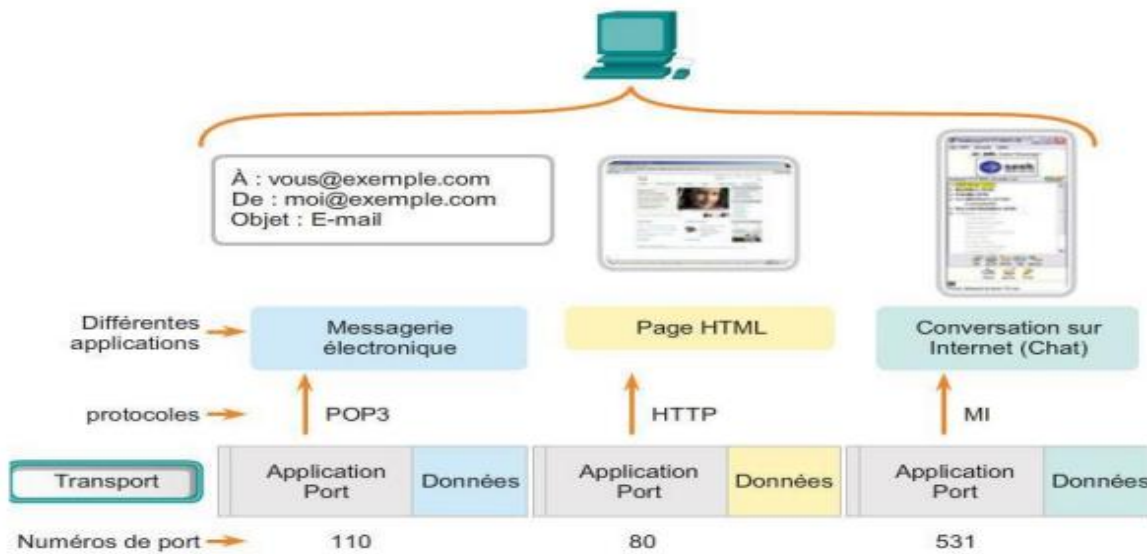 À : vous@exemple.com
De : moi@exemple.com
Objet : E-mail
Différentes
applications
Messagerie
électronique
Page HTML
Conversation sur
Internet (Chat)
protocoles
POP3
HTTP
MI
Transport
Application
Port
Données
Application
Port
Données
Application
Port
Données
Numéros de port
110
80
531